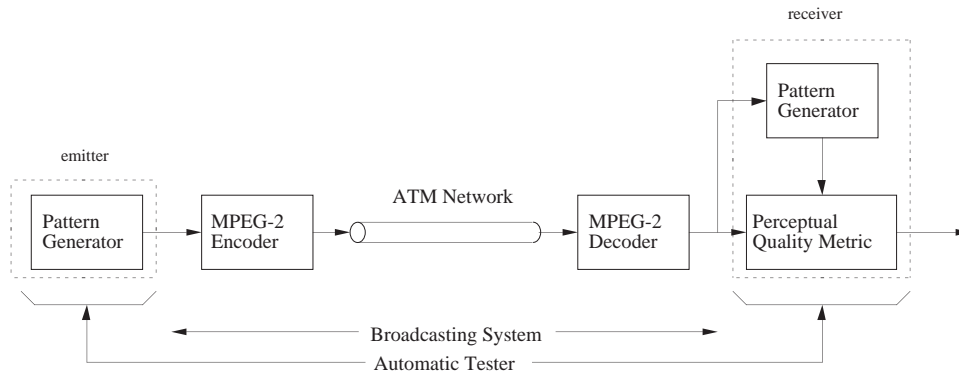 receiver
Pattern
Generator
emitter
ATM Network
Pattern
Generator
MPEG-2
Encoder
MPEG-2
Decoder
Perceptual
Quality Metric
Broadcasting System
Automatic Tester